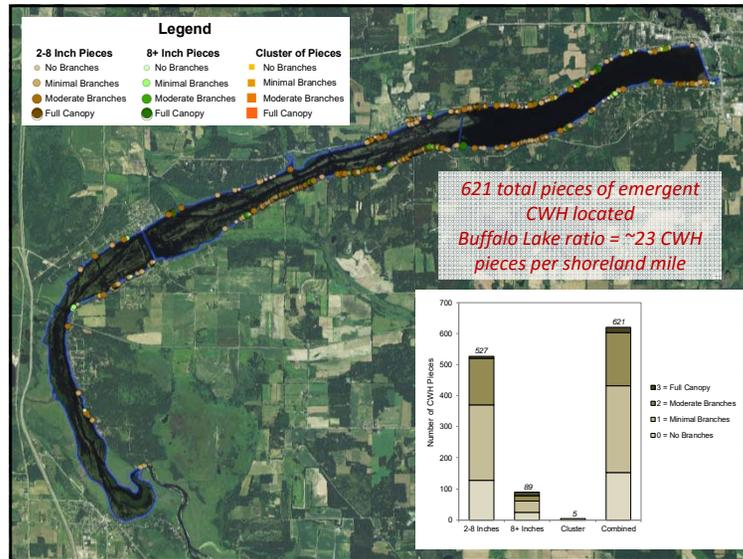 Legend
2-8 Inch Pieces
No Branches
Minimal Branches
Moderate Branches
Full Canopy
8+ Inch Pieces
No Branches
Minimal Branches
Moderate Branches
Full Canopy
Cluster of Pieces
No Branches
Minimal Branches
Moderate Branches
Full Canopy
621 total pieces of emergent
CWH located
Buffalo Lake ratio = ~23 CWH
pieces per shoreland mile
Number of CWH Pieces
700
600
500
400
300
200
100
0
527
89
5
621
2-8 Inches
8+ Inches
Cluster
Combined
3 = Full Canopy
2 = Moderate Branches
1 = Minimal Branches
0 = No Branches